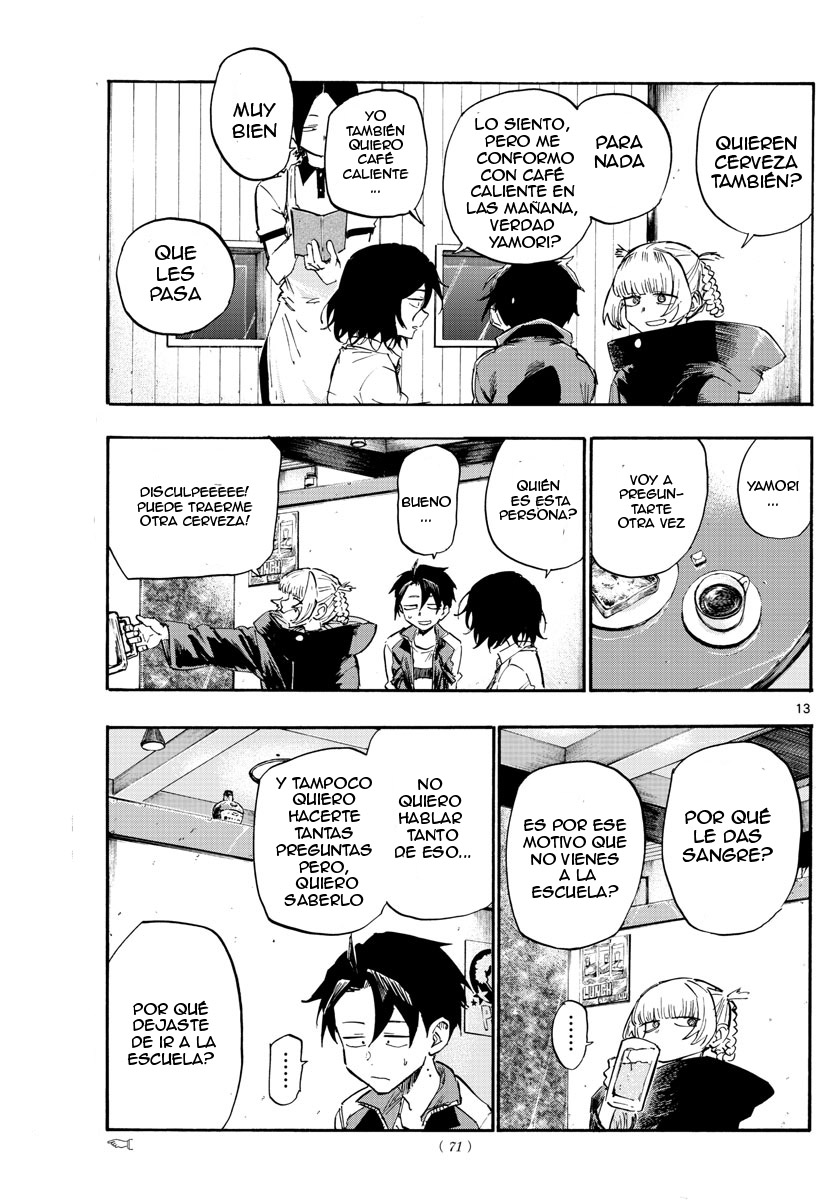 QUIEREN
CERVEZA
TAMBIÉN?
PARA
NADA
LO SIENTO,
PERO ME
CONFORMO
CON CAFÉ
CALIENTE EN
LAS MAÑANA,
VERDAD
YAMORI?
YO
TAMBIÉN
QUIERO
CAFÉ
CALIENTE
...
MUY
BIEN
QUE
LES
PASA
YAMORI
...
VOY A
PREGUN-
TARTE
OTRA VEZ
QUIÉN
ES ESTA
PERSONA?
BUENO
...
DISCULPEEEEE!
PUEDE TRAERME
OTRA CERVEZA!
13
POR QUÉ
LE DAS
SANGRE?
ES POR ESE
MOTIVO QUE
NO VIENES
A LA
ESCUELA?
LUNCH
......
NO
QUIERO
HABLAR
TANTO
DE ESO...
Y TAMPOCO
QUIERO
HACERTE
TANTAS
PREGUNTAS
PERO,
QUIERO
SABERLO
......
POR QUÉ
DEJASTE
DE IR A LA
ESCUELA?
( 71 )